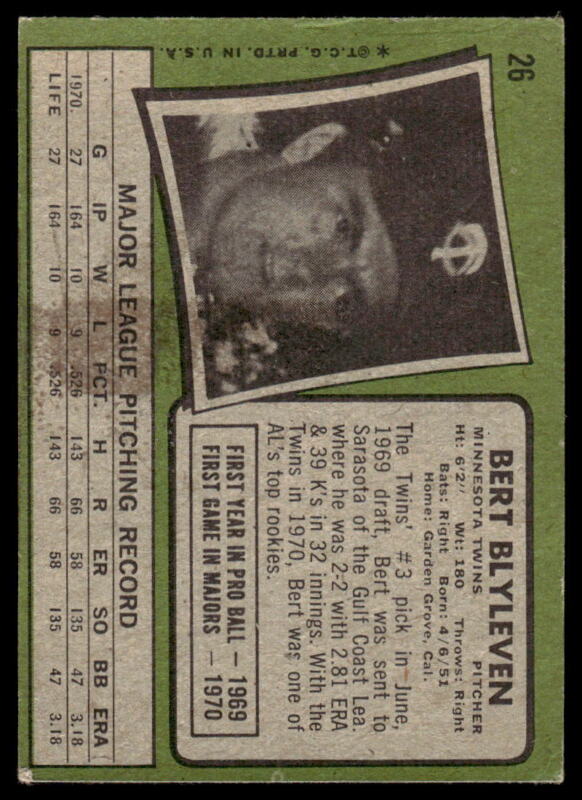 26
BERT BLYLEVEN
MINNESOTA TWINS PITCHER
Ht: 6'2" Wt: 180 Throws: Right
Bats: Right Born: 4/6/51
Home: Garden Grove, Cal.
The Twins' #3 pick in June,
1969 draft, Bert was sent to
Sarasota of the Gulf Coast Lea.
where he was 2-2 with 2.81 ERA
& 39 K's in 32 innings. With the
Twins in 1970, Bert was one of
AL's top rookies.
FIRST YEAR IN PRO BALL — 1969
FIRST GAME IN MAJORS — 1970
*©T.C.G. PRTD. IN U.S.A.
MAJOR LEAGUE PITCHING RECORD
G IP W L PCT. H R ER SO BB ERA
1970. 27 164 10 9 .526 143 66 58 135 47 3.18
LIFE 27 164 10 9 .526 143 66 58 135 47 3.18